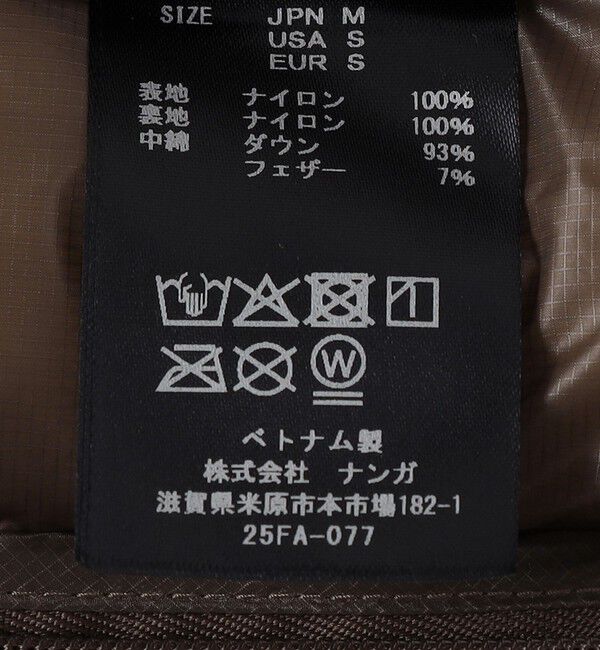 SIZE JPN M
USA S
EUR S
表地 ナイロン 100%
裏地 ナイロン 100%
中綿 ダウン 93%
フェザー 7%
W
ベトナム製
株式会社 ナンガ
滋賀県米原市本市場182-1
25FA-077